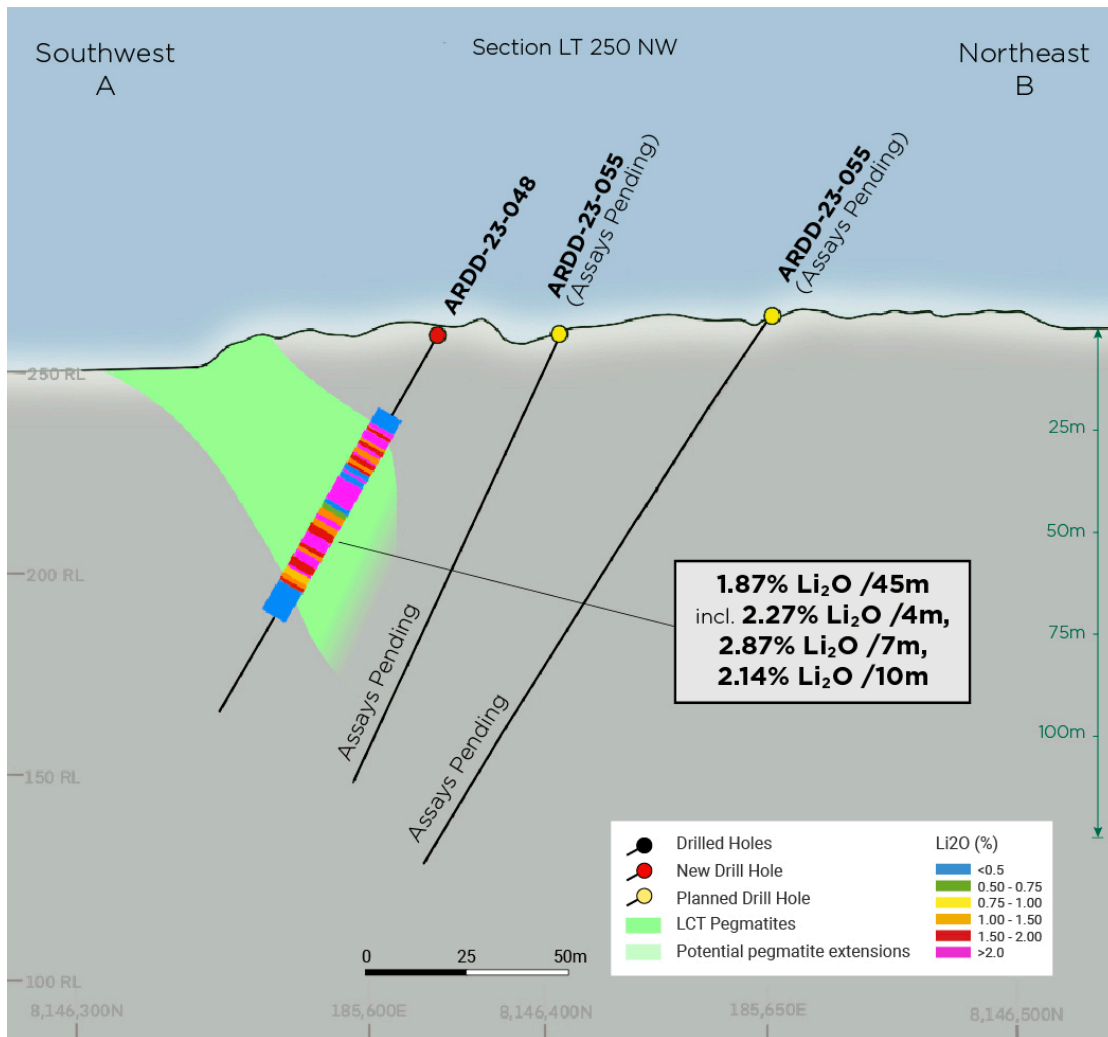 Southwest
A
Section LT 250 NW
Northeast
B
ARDD-23-048
ARDD-23-055
(Assays Pending)
ARDD-23-055
(Assays Pending)
250 RL
200 RL
150 RL
100 RL
25m
50m
75m
100m
1.87% Li₂O /45m
incl. 2.27% Li₂O /4m,
2.87% Li₂O /7m,
2.14% Li₂O /10m
Assays Pending
Assays Pending
Drilled Holes
New Drill Hole
Planned Drill Hole
LCT Pegmatites
Potential pegmatite extensions
Li2O (%)
<0.5
0.50 - 0.75
0.75 - 1.00
1.00 - 1.50
1.50 - 2.00
>2.0
0 25 50m
8,146,300N 185,600E 8,146,400N 185,650E 8,146,500N